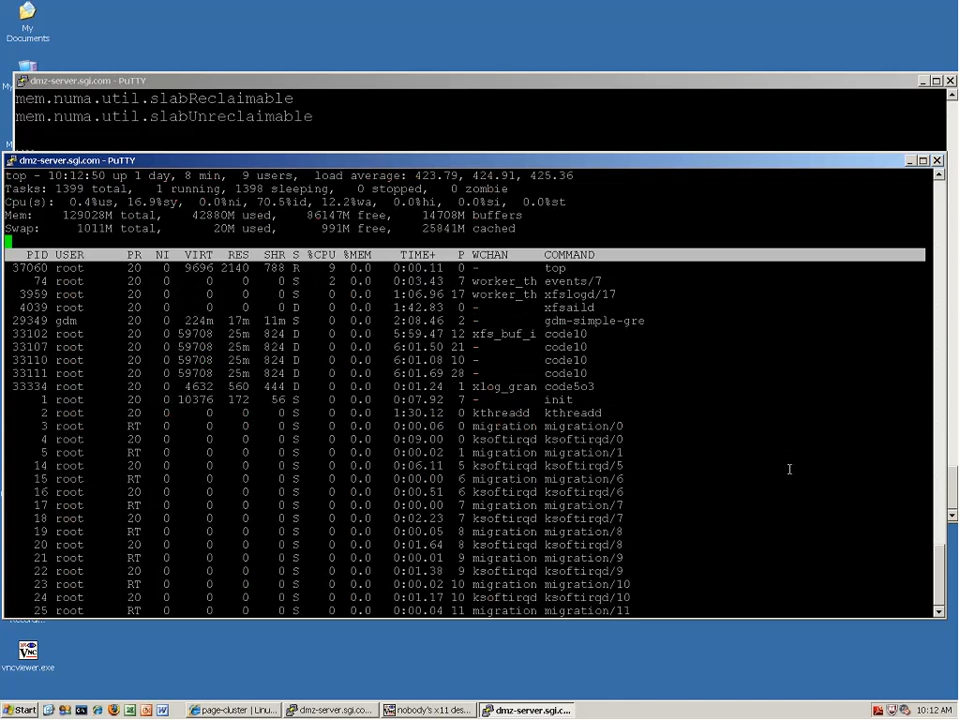 My
Documents
dmz-server.sgi.com - PuTTY
mem.numa.util.slabReclaimable
mem.numa.util.slabUnreclaimable
dmz-server.sgi.com - PuTTY
top - 10:12:50 up 1 day, 8 min, 9 users, load average: 423.79, 424.91, 425.36
Tasks: 1399 total, 1 running, 1398 sleeping, 0 stopped, 0 zombie
Cpu(s): 0.4%us, 16.9%sy, 0.0%ni, 70.5%id, 12.2%wa, 0.0%hi, 0.0%si, 0.0%st
Mem: 129028M total, 42880M used, 86147M free, 14708M buffers
Swap: 1011M total, 20M used, 991M free, 25841M cached
PID USER PR NI VIRT RES SHR S %CPU %MEM TIME+ P WCHAN COMMAND
37060 root 20 0 9696 2140 788 R 9 0.0 0:00.11 0 - top
74 root 20 0 0 0 0 S 2 0.0 0:03.43 7 worker_th events/7
3959 root 20 0 0 0 0 S 0 0.0 1:06.96 17 worker_th xfslogd/17
4039 root 20 0 0 0 0 D 0 0.0 1:42.83 0 - xfsaild
29349 gdm 20 0 224m 17m 11m S 0 0.0 2:08.46 2 - gdm-simple-gre
33102 root 20 0 59708 25m 824 D 0 0.0 5:59.47 12 xfs_buf_i code10
33107 root 20 0 59708 25m 824 D 0 0.0 6:01.50 21 - code10
33110 root 20 0 59708 25m 824 D 0 0.0 6:01.08 10 - code10
33111 root 20 0 59708 25m 824 D 0 0.0 6:01.69 28 - code10
33334 root 20 0 4632 560 444 D 0 0.0 0:01.24 1 xlog_gran code5o3
1 root 20 0 10376 172 56 S 0 0.0 0:07.92 7 - init
2 root 20 0 0 0 0 S 0 0.0 1:30.12 0 kthreadd kthreadd
3 root RT 0 0 0 0 S 0 0.0 0:00.06 0 migration migration/0
4 root 20 0 0 0 0 S 0 0.0 0:09.00 0 ksoftirqd ksoftirqd/0
5 root RT 0 0 0 0 S 0 0.0 0:00.02 1 migration migration/1
14 root 20 0 0 0 0 S 0 0.0 0:06.11 5 ksoftirqd ksoftirqd/5
15 root RT 0 0 0 0 S 0 0.0 0:00.00 6 migration migration/6
16 root 20 0 0 0 0 S 0 0.0 0:00.51 6 ksoftirqd ksoftirqd/6
17 root RT 0 0 0 0 S 0 0.0 0:00.00 7 migration migration/7
18 root 20 0 0 0 0 S 0 0.0 0:02.23 7 ksoftirqd ksoftirqd/7
19 root RT 0 0 0 0 S 0 0.0 0:00.05 8 migration migration/8
20 root 20 0 0 0 0 S 0 0.0 0:01.64 8 ksoftirqd ksoftirqd/8
21 root RT 0 0 0 0 S 0 0.0 0:00.01 9 migration migration/9
22 root 20 0 0 0 0 S 0 0.0 0:01.38 9 ksoftirqd ksoftirqd/9
23 root RT 0 0 0 0 S 0 0.0 0:00.02 10 migration migration/10
24 root 20 0 0 0 0 S 0 0.0 0:01.17 10 ksoftirqd ksoftirqd/10
25 root RT 0 0 0 0 S 0 0.0 0:00.04 11 migration migration/11
vncviewer.exe
Start page-cluster | Linu... dmz-server.sgi.co... nobody's x11 des... dmz-server.sgi.c... 10:12 AM